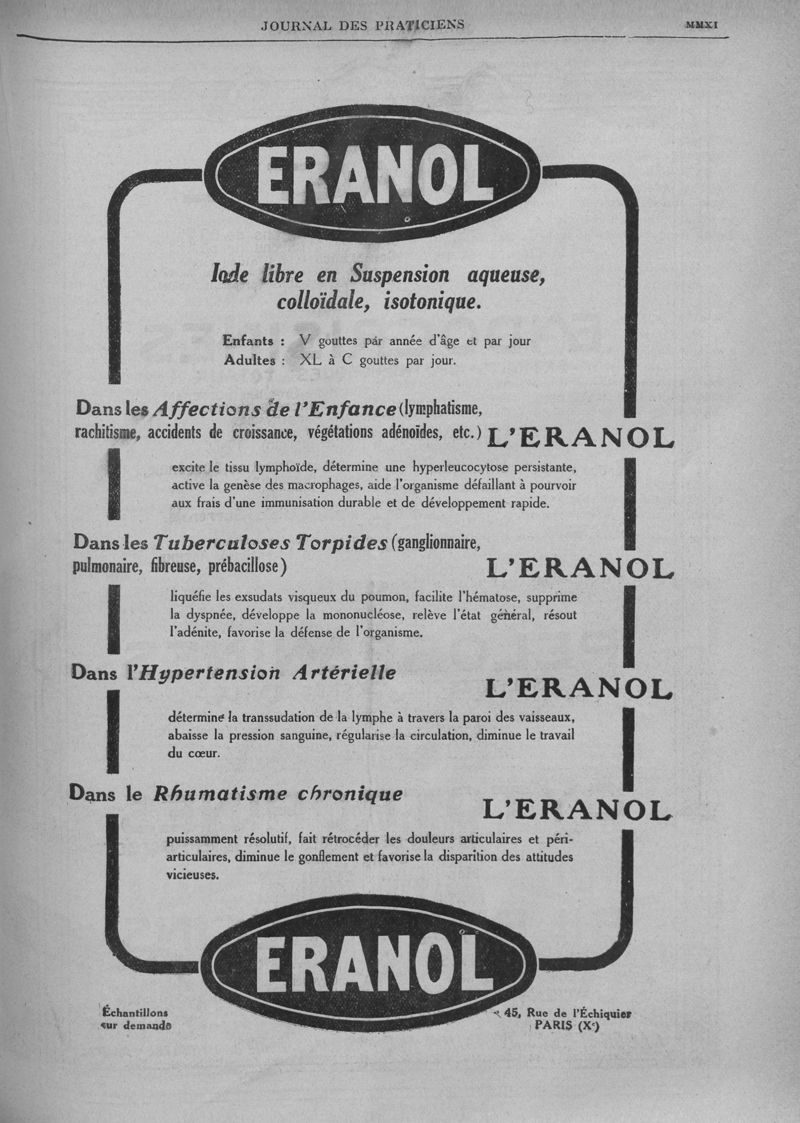 JOURNAL DES PRATICIENS MMXI
ERANOL
Iode libre en Suspension aqueuse,
colloïdale, isotonique.
Enfants : V gouttes par année d'âge et par jour
Adultes : XL à C gouttes par jour.
Dans les Affections de l'Enfance (lymphatisme,
rachitisme, accidents de croissance, végétations adénoïdes, etc.) L'ERANOL
excite le tissu lymphoïde, détermine une hyperleucocytose persistante,
active la genèse des macrophages, aide l'organisme défaillant à pourvoir
aux frais d'une immunisation durable et de développement rapide.
Dans les Tuberculoses Torpides (ganglionnaire,
pulmonaire, fibreuse, prébacillose) L'ERANOL
liquéfie les exsudats visqueux du poumon, facilite l'hématose, supprime
la dyspnée, développe la mononucléose, relève l'état général, résout
l'adénite, favorise la défense de l'organisme.
Dans l'Hypertension Artérielle
L'ERANOL
détermine la transsudation de la lymphe à travers la paroi des vaisseaux,
abaisse la pression sanguine, régularise la circulation, diminue le travail
du cœur.
Dans le Rhumatisme chronique
L'ERANOL
puissamment résolutif, fait rétrocéder les douleurs articulaires et péri-
articulaires, diminue le gonflement et favorise la disparition des attitudes
vicieuses.
ERANOL
Échantillons
sur demande
45, Rue de l'Échiquier
PARIS (Xe)